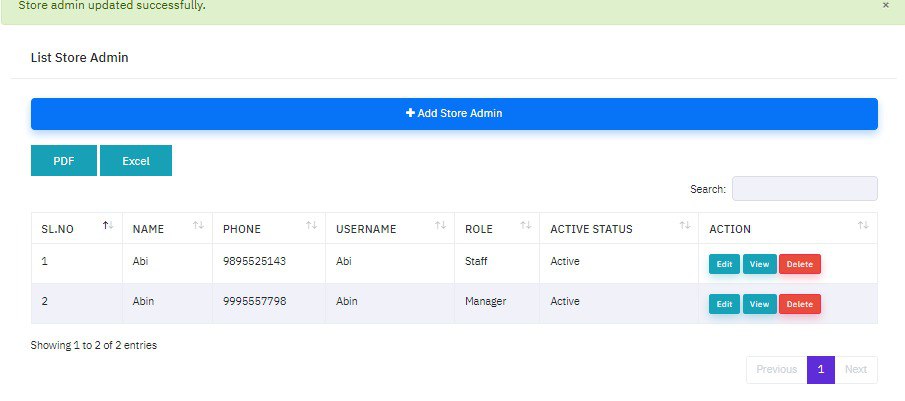 Store admin updated successfully. ×
List Store Admin
+ Add Store Admin
PDF Excel
Search:
SL.NO NAME PHONE USERNAME ROLE ACTIVE STATUS ACTION
1 Abi 9895525143 Abi Staff Active Edit View Delete
2 Abin 9995557798 Abin Manager Active Edit View Delete
Showing 1 to 2 of 2 entries
Previous 1 Next